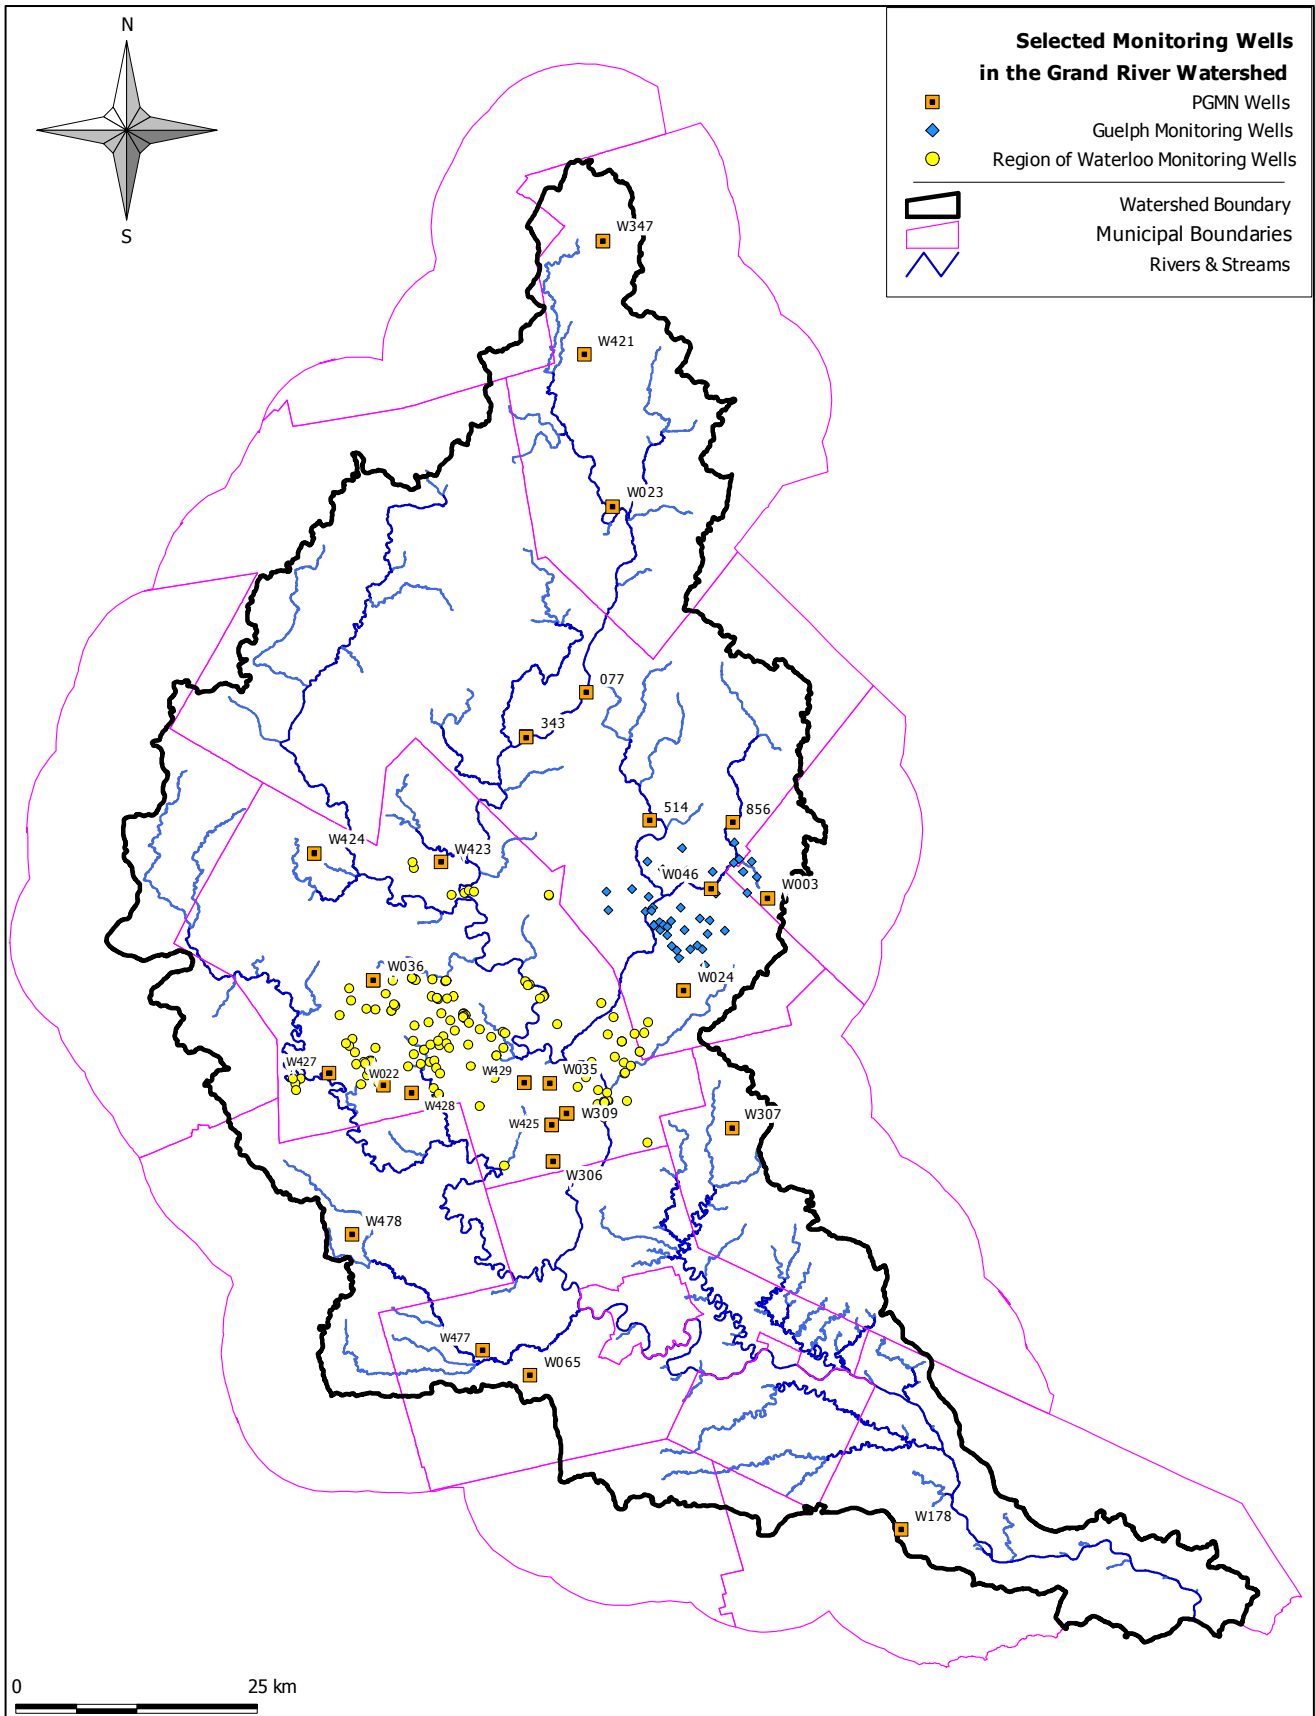 N
S
Selected Monitoring Wells
in the Grand River Watershed
PGMN Wells
Guelph Monitoring Wells
Region of Waterloo Monitoring Wells
Watershed Boundary
Municipal Boundaries
Rivers & Streams
W347
W421
W023
077
343
514
856
W424
W423
W046
W003
W036
W024
W427
W022
W429
W035
W428
W309
W425
W307
W306
W478
W477
W065
W178
0
25 km